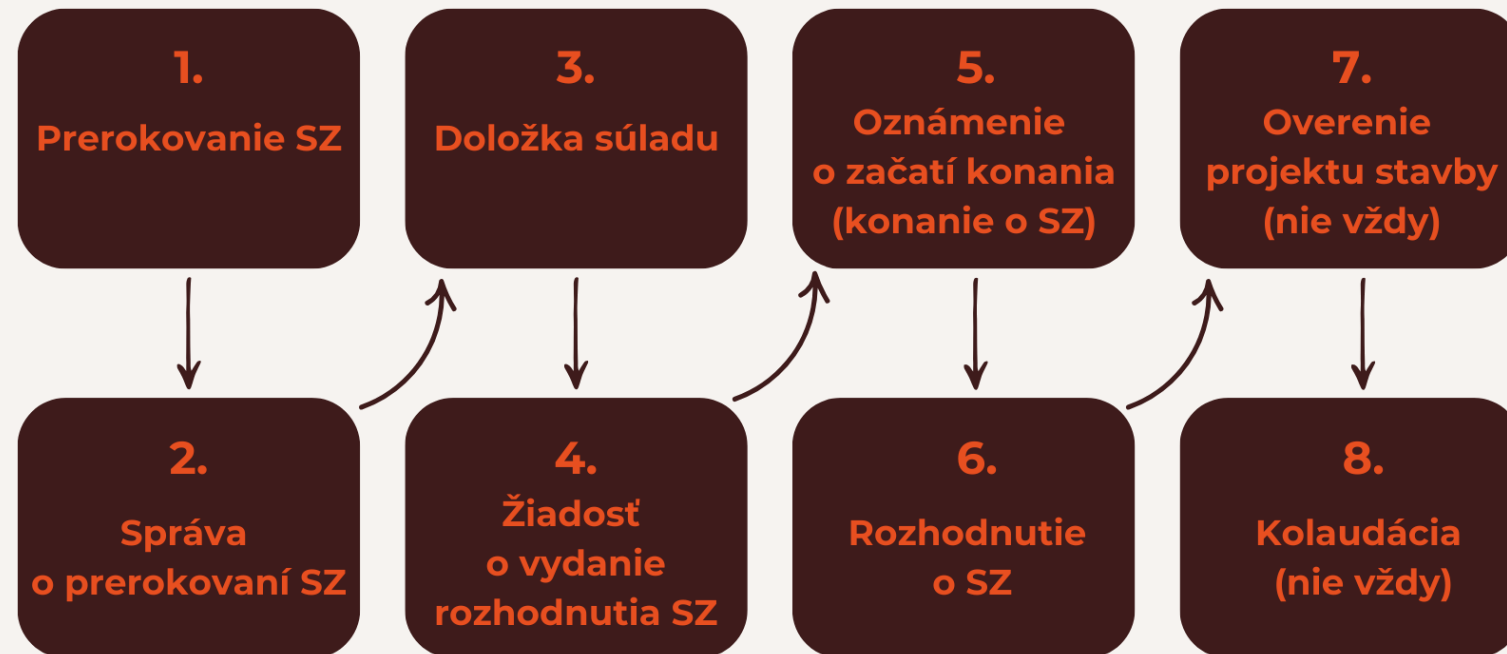 1.
Prerokovanie SZ
2.
Správa
o prerokovaní SZ
3.
Doložka súladu
4.
Žiadosť
o vydanie
rozhodnutia SZ
5.
Oznámenie
o začatí konania
(konanie o SZ)
6.
Rozhodnutie
o SZ
7.
Overenie
projektu stavby
(nie vždy)
8.
Kolaudácia
(nie vždy)